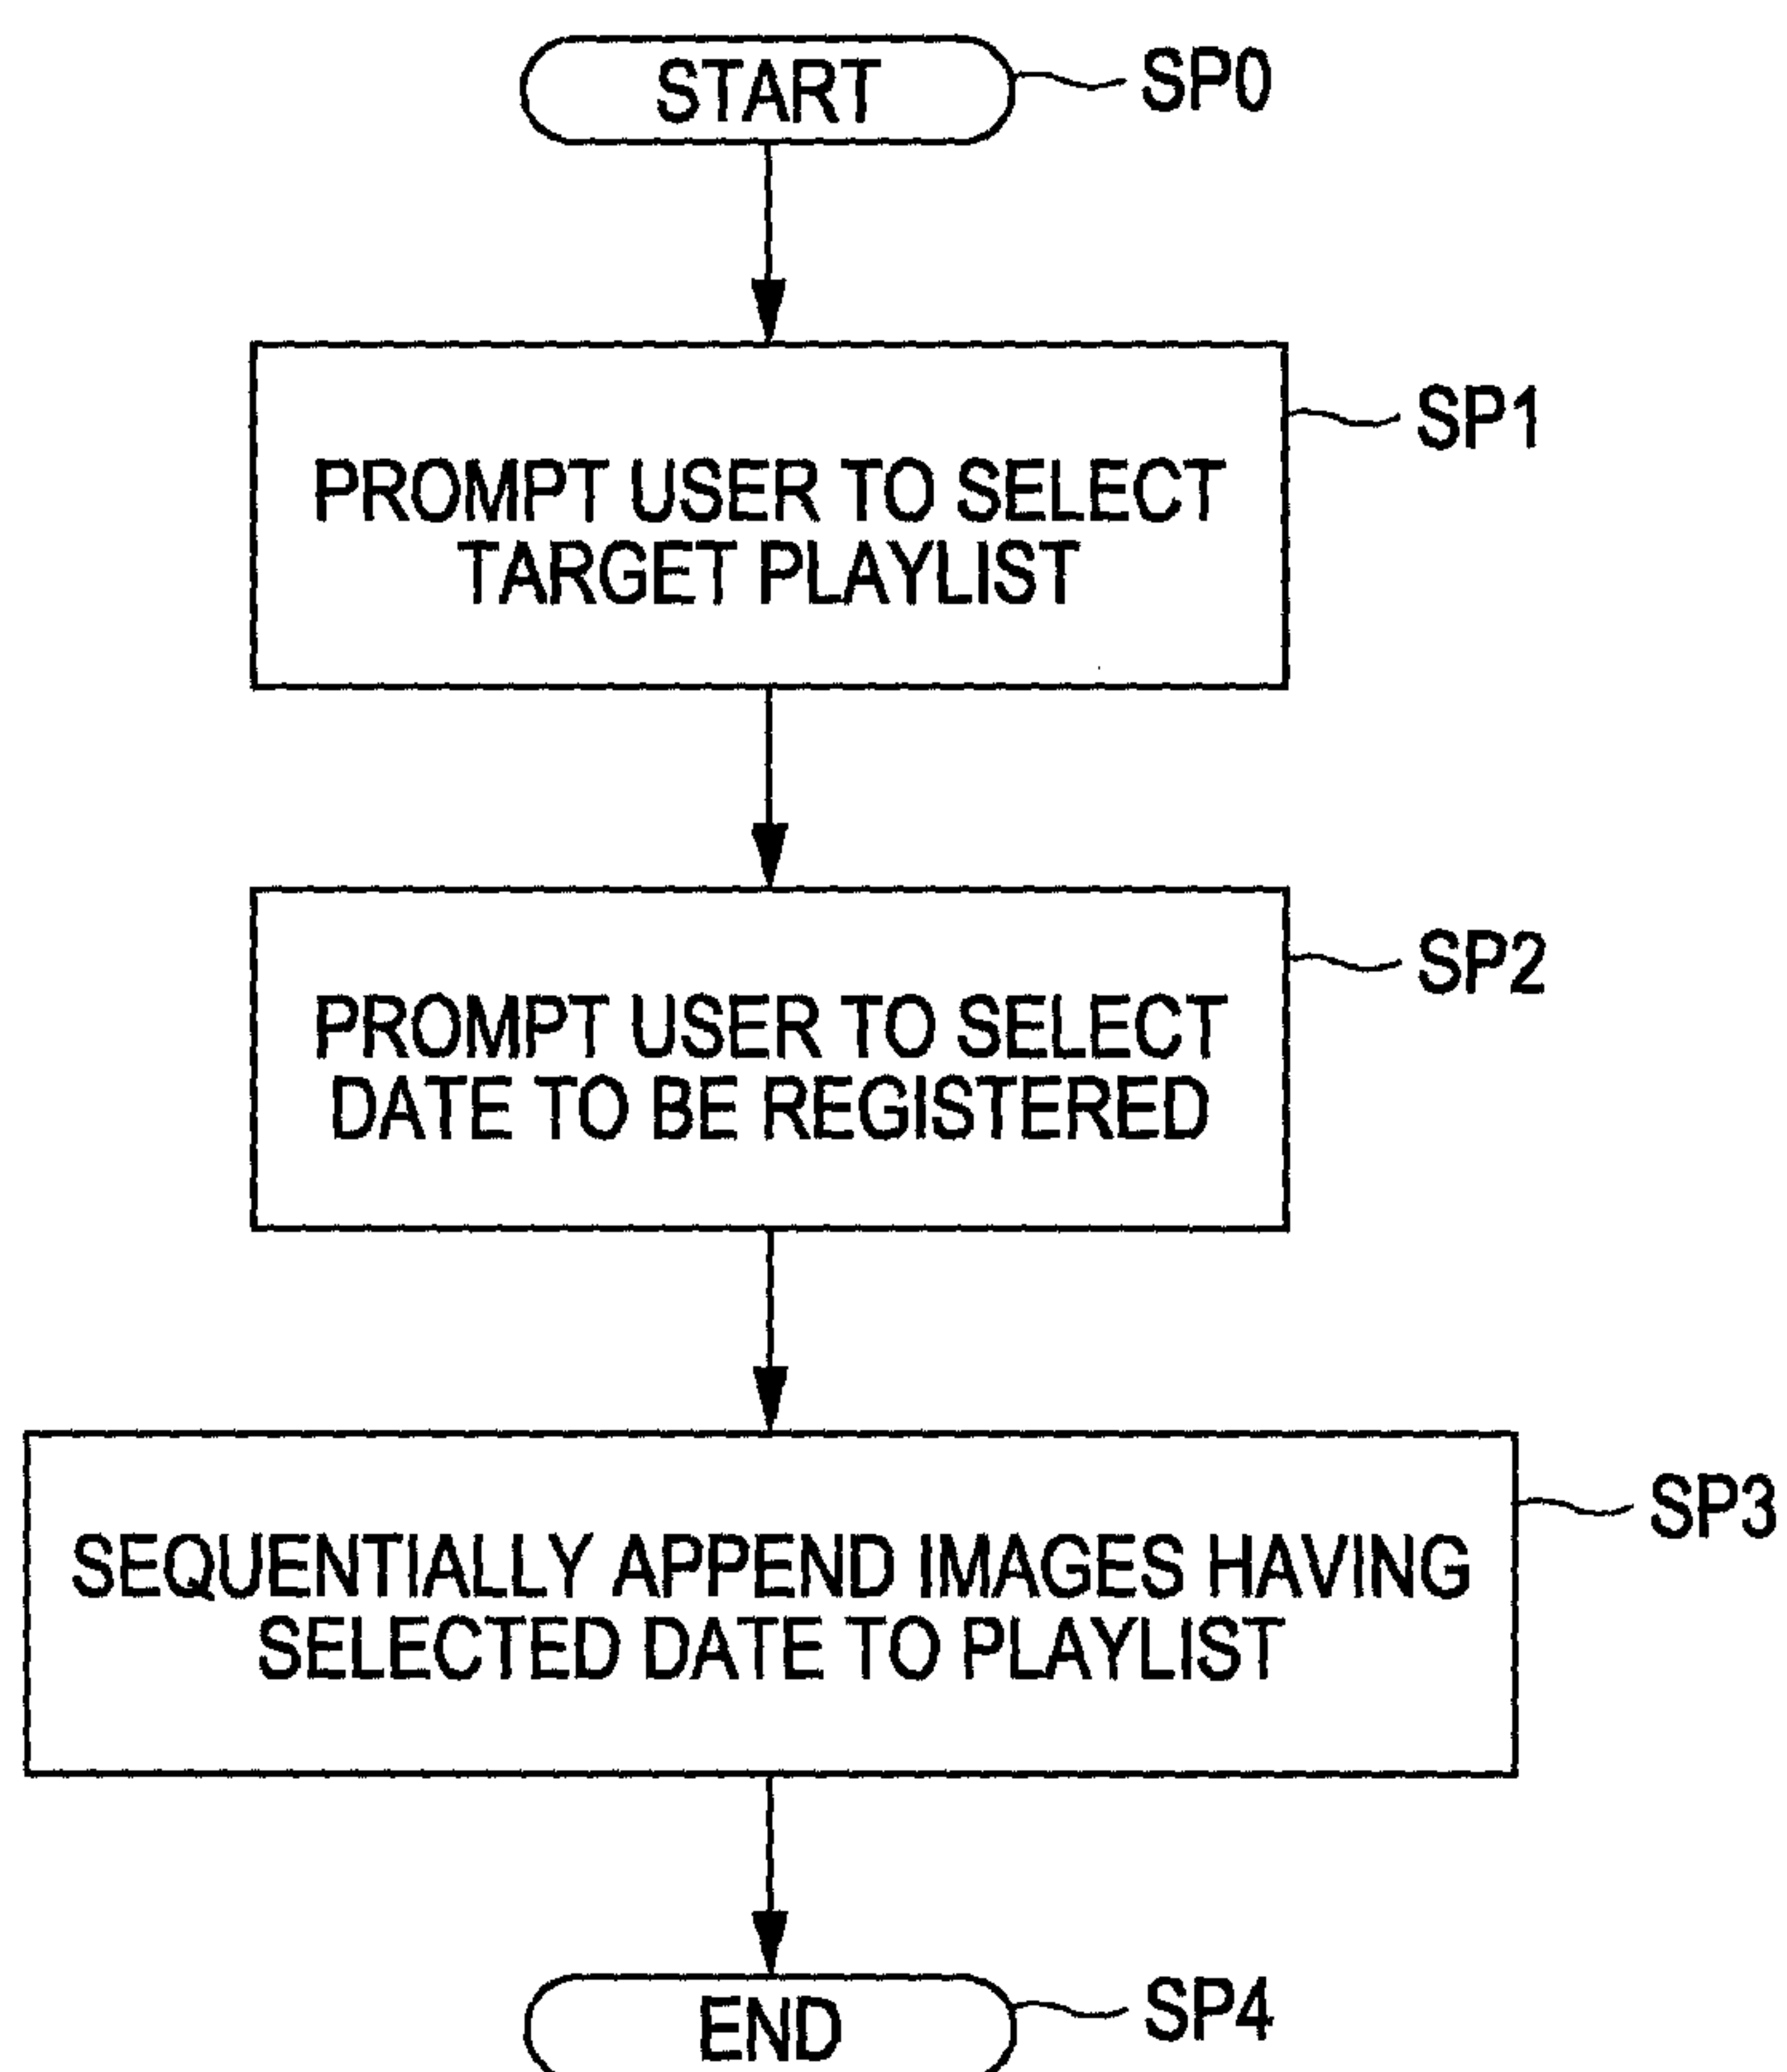 START
SP0
PROMPT USER TO SELECT
TARGET PLAYLIST
SP1
PROMPT USER TO SELECT
DATE TO BE REGISTERED
SP2
SEQUENTIALLY APPEND IMAGES HAVING
SELECTED DATE TO PLAYLIST
SP3
END
SP4